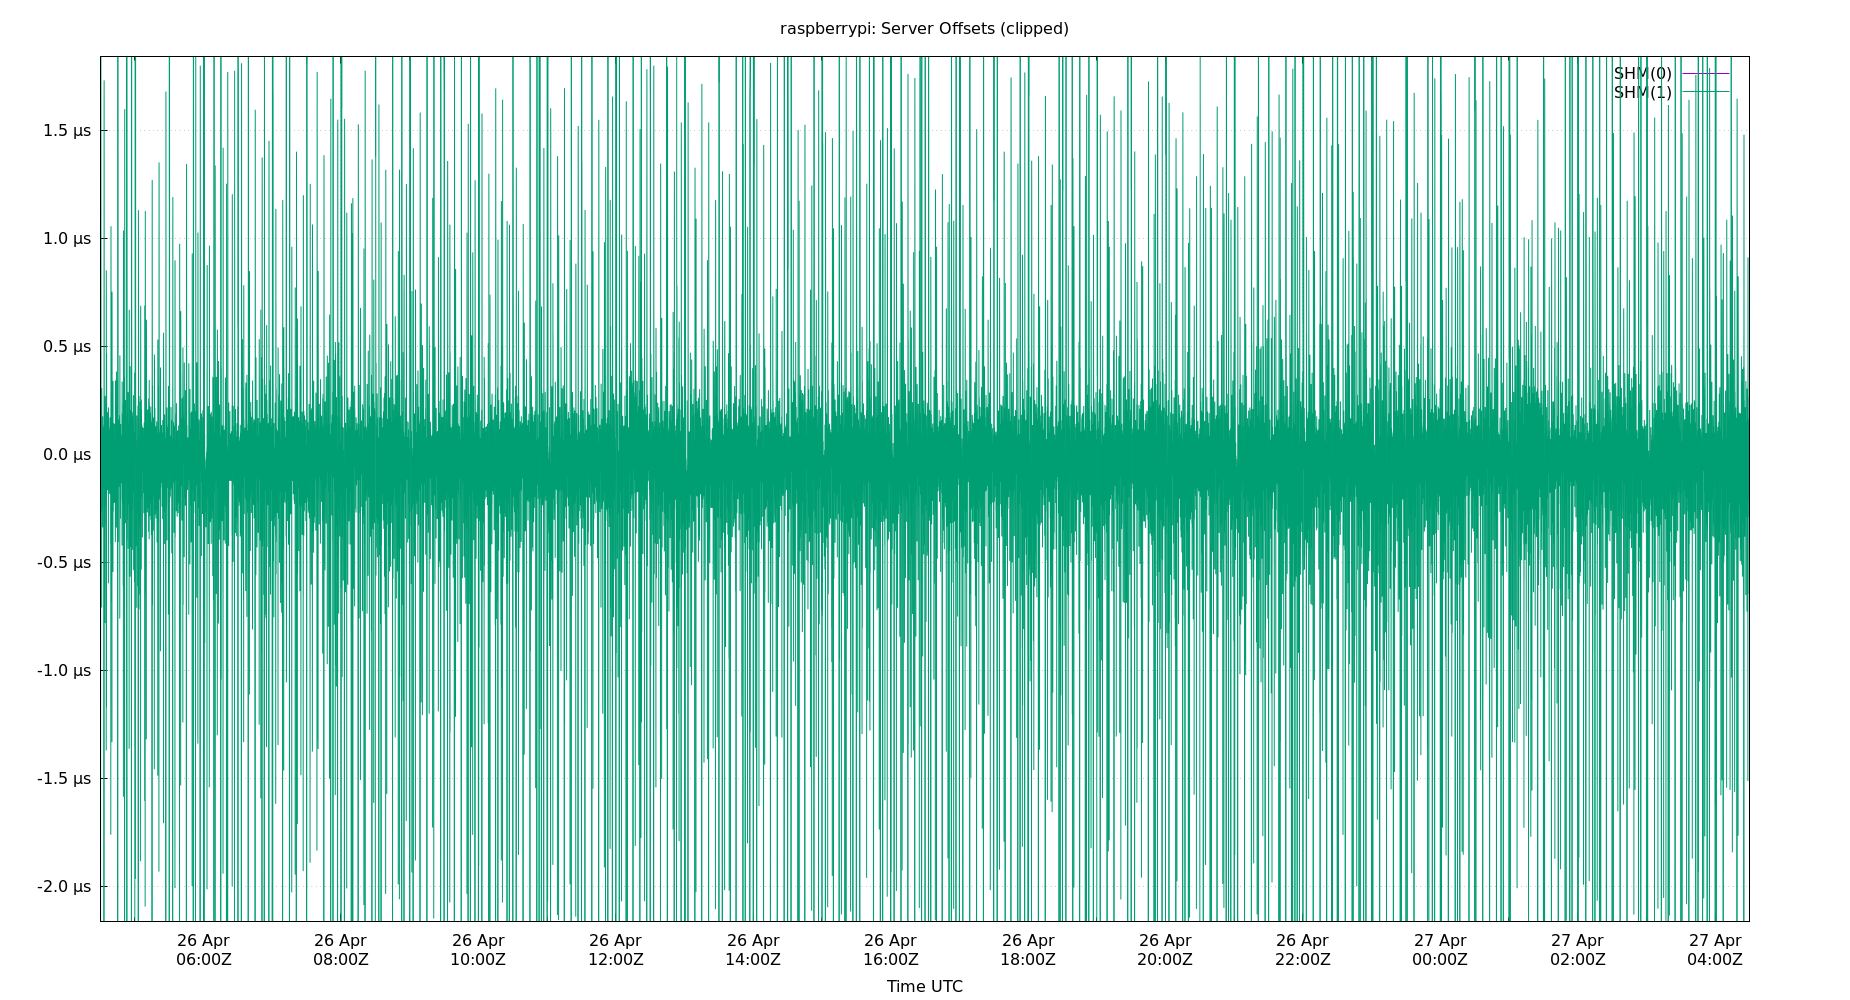 raspberrypi: Server Offsets (clipped)
SHM(0)
SHM(1)
1.5 µs
1.0 µs
0.5 µs
0.0 µs
-0.5 µs
-1.0 µs
-1.5 µs
-2.0 µs
26 Apr 26 Apr 26 Apr 26 Apr 26 Apr 26 Apr 26 Apr 26 Apr 26 Apr 27 Apr 27 Apr 27 Apr
06:00Z 08:00Z 10:00Z 12:00Z 14:00Z 16:00Z 18:00Z 20:00Z 22:00Z 00:00Z 02:00Z 04:00Z
Time UTC